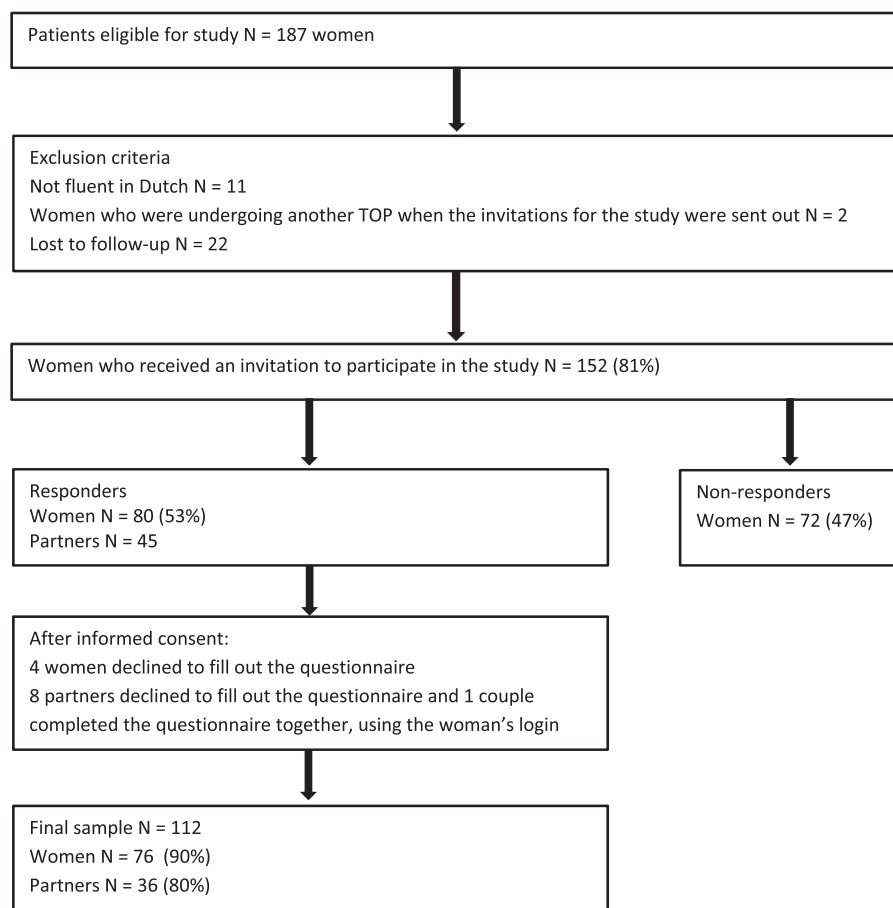 Patients eligible for study N = 187 women
Exclusion criteria
Not fluent in Dutch N = 11
Women who were undergoing another TOP when the invitations for the study were sent out N = 2
Lost to follow-up N = 22
Women who received an invitation to participate in the study N = 152 (81%)
Responders
Women N = 80 (53%)
Partners N = 45
Non-responders
Women N = 72 (47%)
After informed consent:
4 women declined to fill out the questionnaire
8 partners declined to fill out the questionnaire and 1 couple
completed the questionnaire together, using the woman’s login
Final sample N = 112
Women N = 76 (90%)
Partners N = 36 (80%)